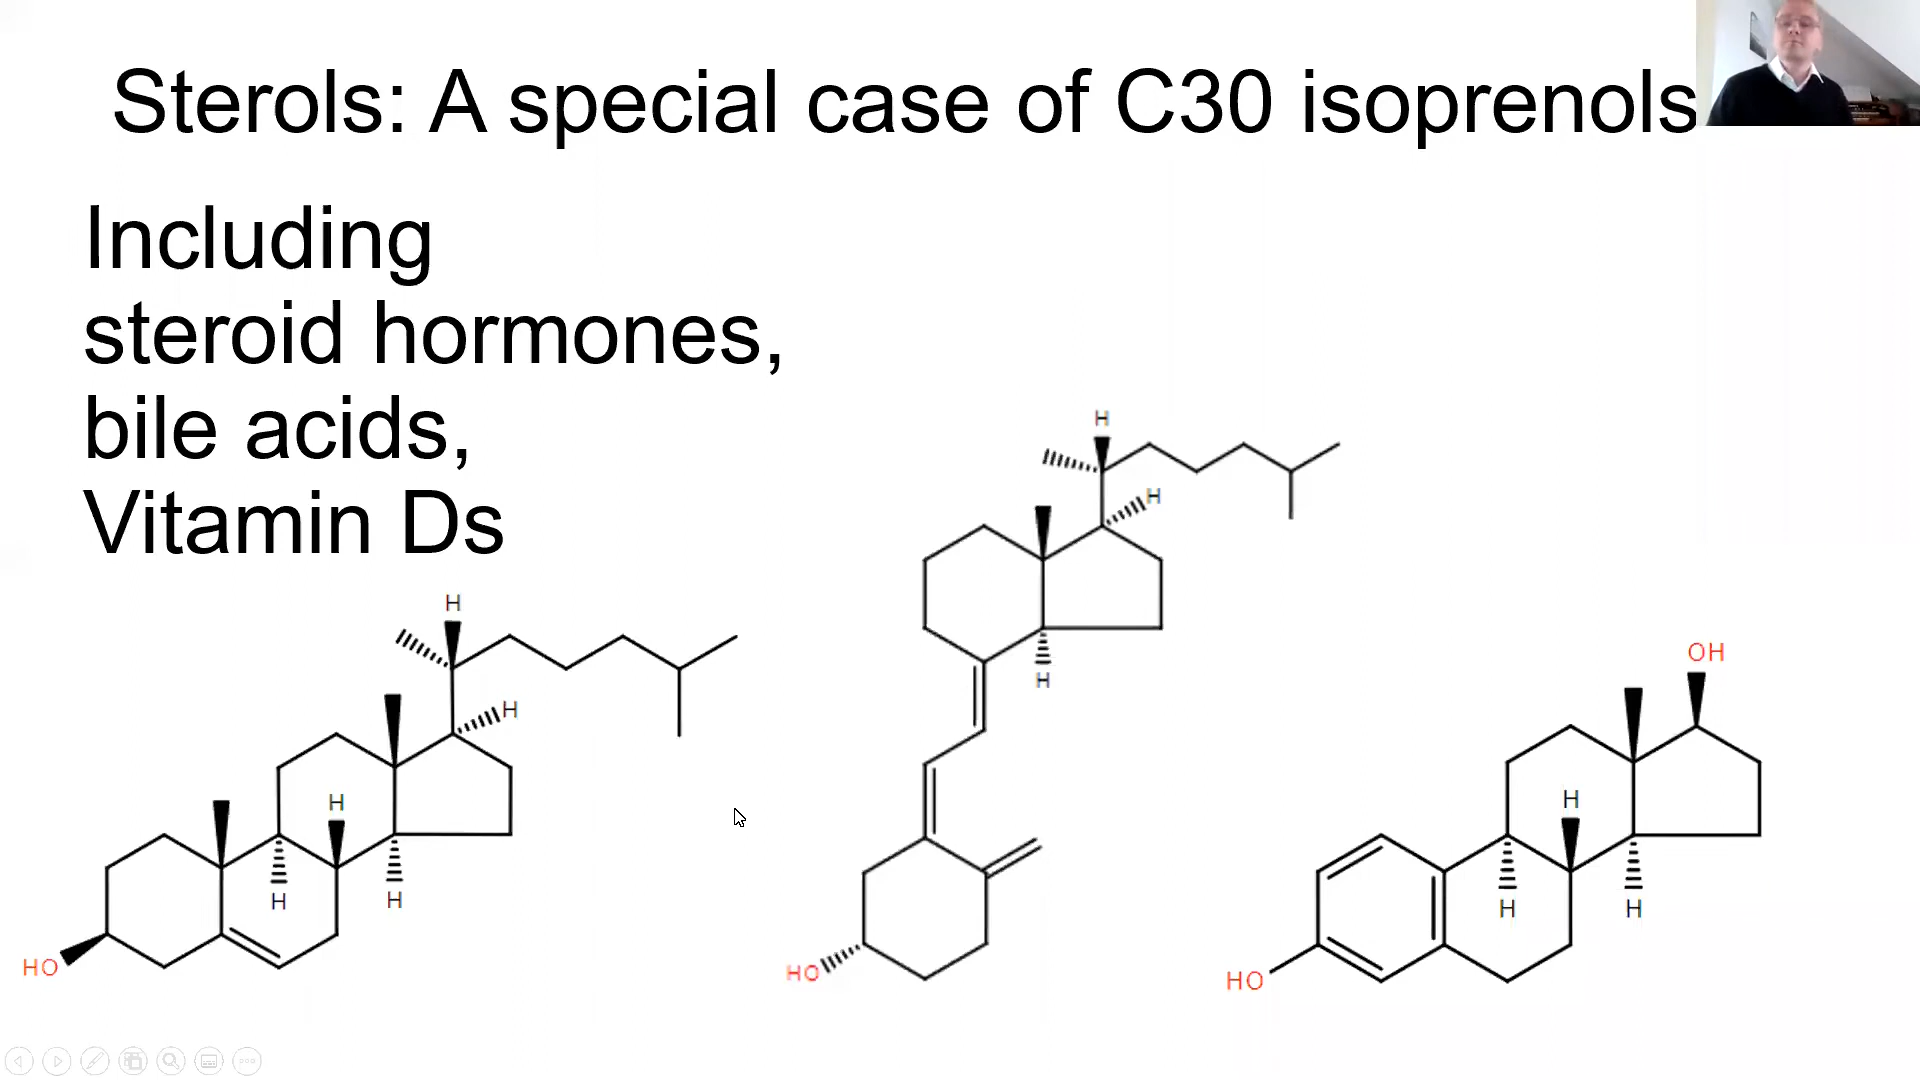 Sterols: A special case of C30 isoprenols
Including
steroid hormones,
bile acids,
Vitamin Ds
H
H
H
H
H
HO
H
H
H
HO
OH
H
H
H
HO